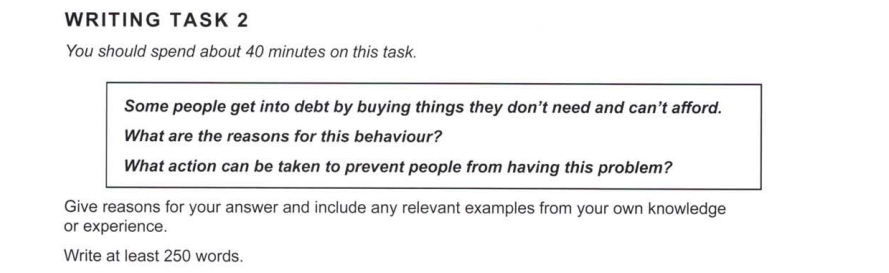 WRITING TASK 2
You should spend about 40 minutes on this task.
Some people get into debt by buying things they don't need and can't afford.
What are the reasons for this behaviour?
What action can be taken to prevent people from having this problem?
Give reasons for your answer and include any relevant examples from your own knowledge
or experience.
Write at least 250 words.